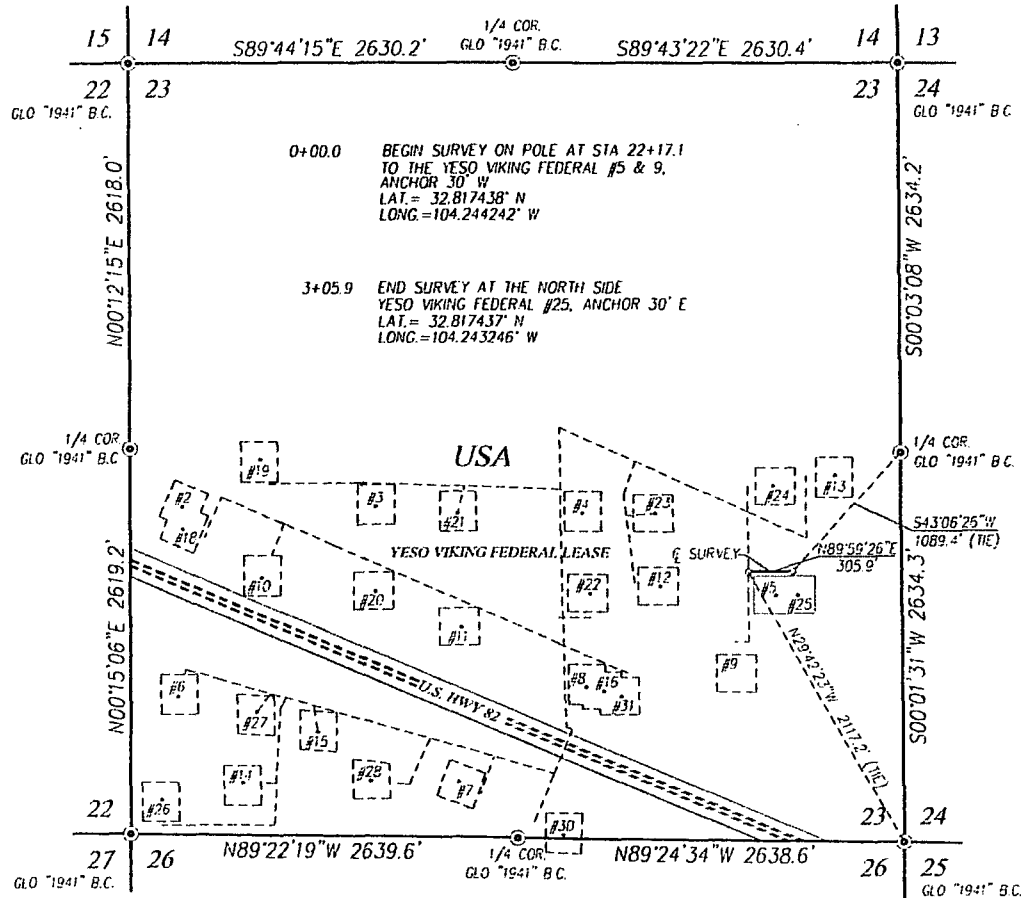 15 14
S89°44'15"E 2630.2'
1/4 COR.
GLO "1941" B.C.
S89°43'22"E 2630.4'
14 13
22 23
GLO "1941" B.C.
23 24
GLO "1941" B.C.
0+00.0 BEGIN SURVEY ON POLE AT STA 22+17.1
TO THE YESO VIKING FEDERAL #5 & 9,
ANCHOR 30' W
LAT.= 32.817438° N
LONG.=104.244242° W
N00°12'15"E 2618.0'
S00°03'08"W 2634.2'
3+05.9 END SURVEY AT THE NORTH SIDE
YESO VIKING FEDERAL #25, ANCHOR 30' E
LAT.= 32.817437° N
LONG.=104.243246° W
1/4 COR.
GLO "1941" B.C
USA
1/4 COR.
GLO "1941" B.C.
#19
#2
#18
#3
#21
#4
#23
#24
#13
S43°06'25"W
1089.4' (TIE)
YESO VIKING FEDERAL LEASE
℄ SURVEY
N89°59'26"E
305.9'
#10
#20
#22
#12
#5
#25
#11
N00°15'06"E 2619.2'
S00°01'31"W 2634.3'
#9
N29°42'23"W 2117.2' (TIE)
#6
#8
#16
#31
U.S. HWY 82
#27
#15
#14
#28
#7
#26
#30
22
23 24
27 26
N89°22'19"W 2639.6'
1/4 COR.
GLO "1941" B.C.
N89°24'34"W 2638.6'
26 25
GLO "1941" B.C.
GLO "1941" B.C.